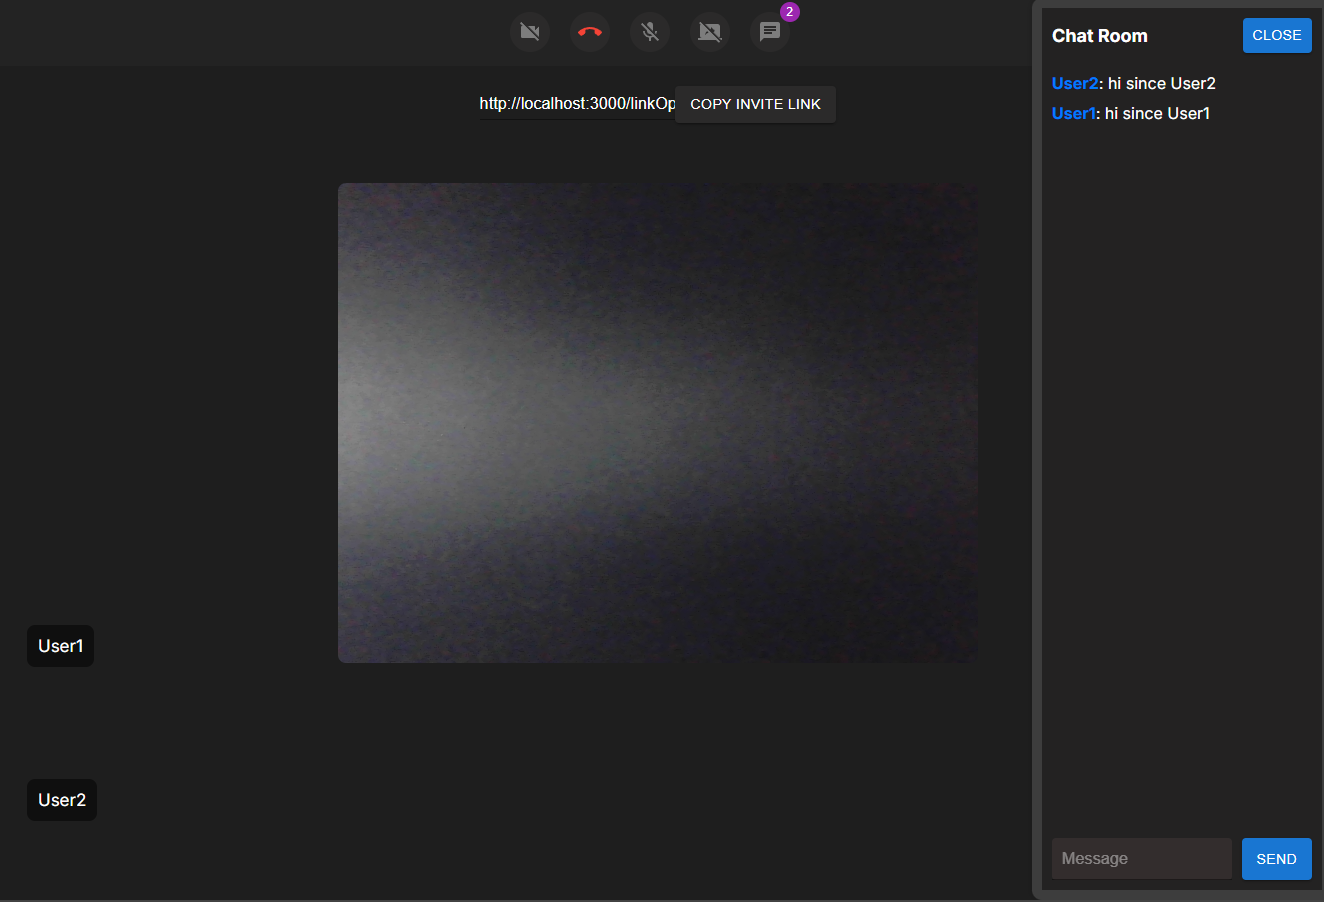 2
http://localhost:3000/linkOp
COPY INVITE LINK
User1
User2
Chat Room
CLOSE
User2: hi since User2
User1: hi since User1
Message
SEND